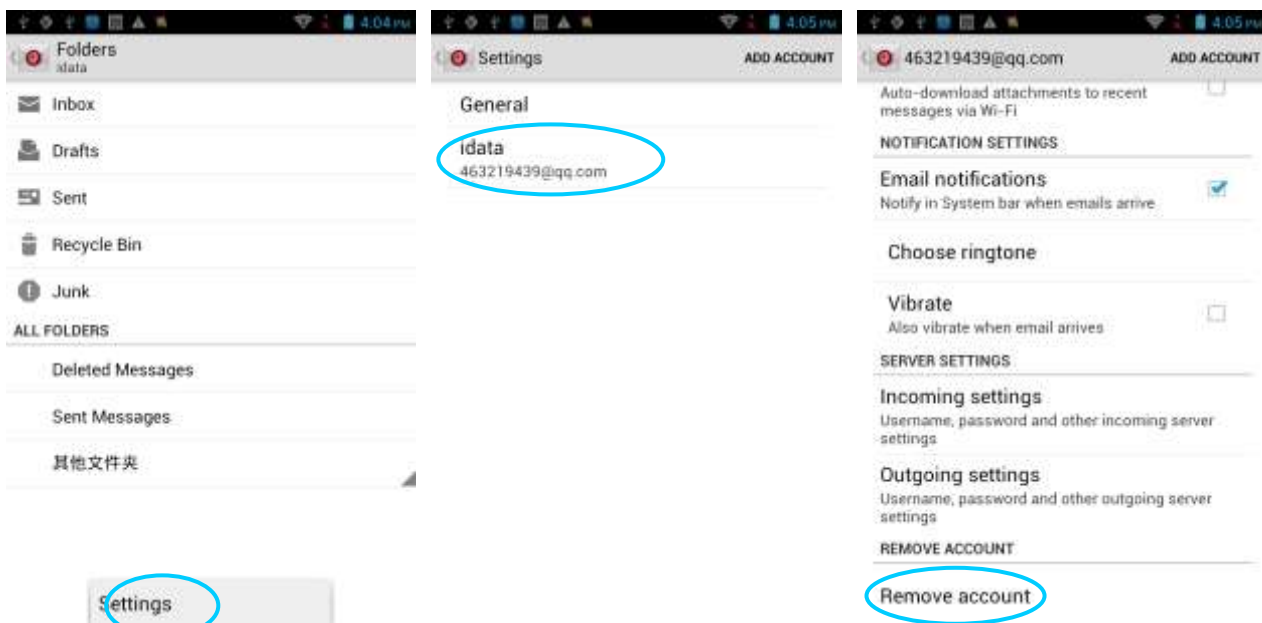 4:04 PM
Folders
idata
Inbox
Drafts
Sent
Recycle Bin
Junk
ALL FOLDERS
Deleted Messages
Sent Messages
其他文件夹
Settings
4:05 PM
Settings
ADD ACCOUNT
General
idata
463219439@qq.com
4:05 PM
463219439@qq.com
ADD ACCOUNT
Auto-download attachments to recent
messages via Wi-Fi
NOTIFICATION SETTINGS
Email notifications
Notify in System bar when emails arrive
Choose ringtone
Vibrate
Also vibrate when email arrives
SERVER SETTINGS
Incoming settings
Username, password and other incoming server
settings
Outgoing settings
Username, password and other outgoing server
settings
REMOVE ACCOUNT
Remove account